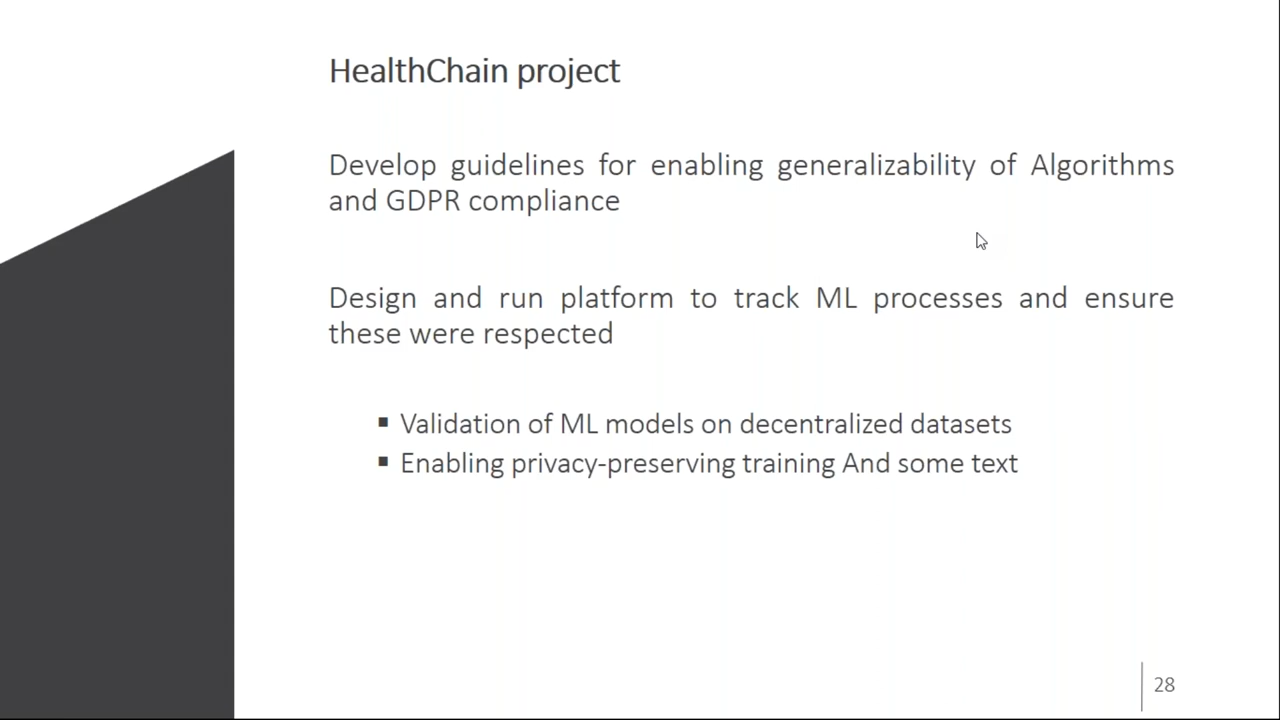 HealthChain project
Develop guidelines for enabling generalizability of Algorithms
and GDPR compliance
Design and run platform to track ML processes and ensure
these were respected
▪ Validation of ML models on decentralized datasets
▪ Enabling privacy-preserving training And some text
28